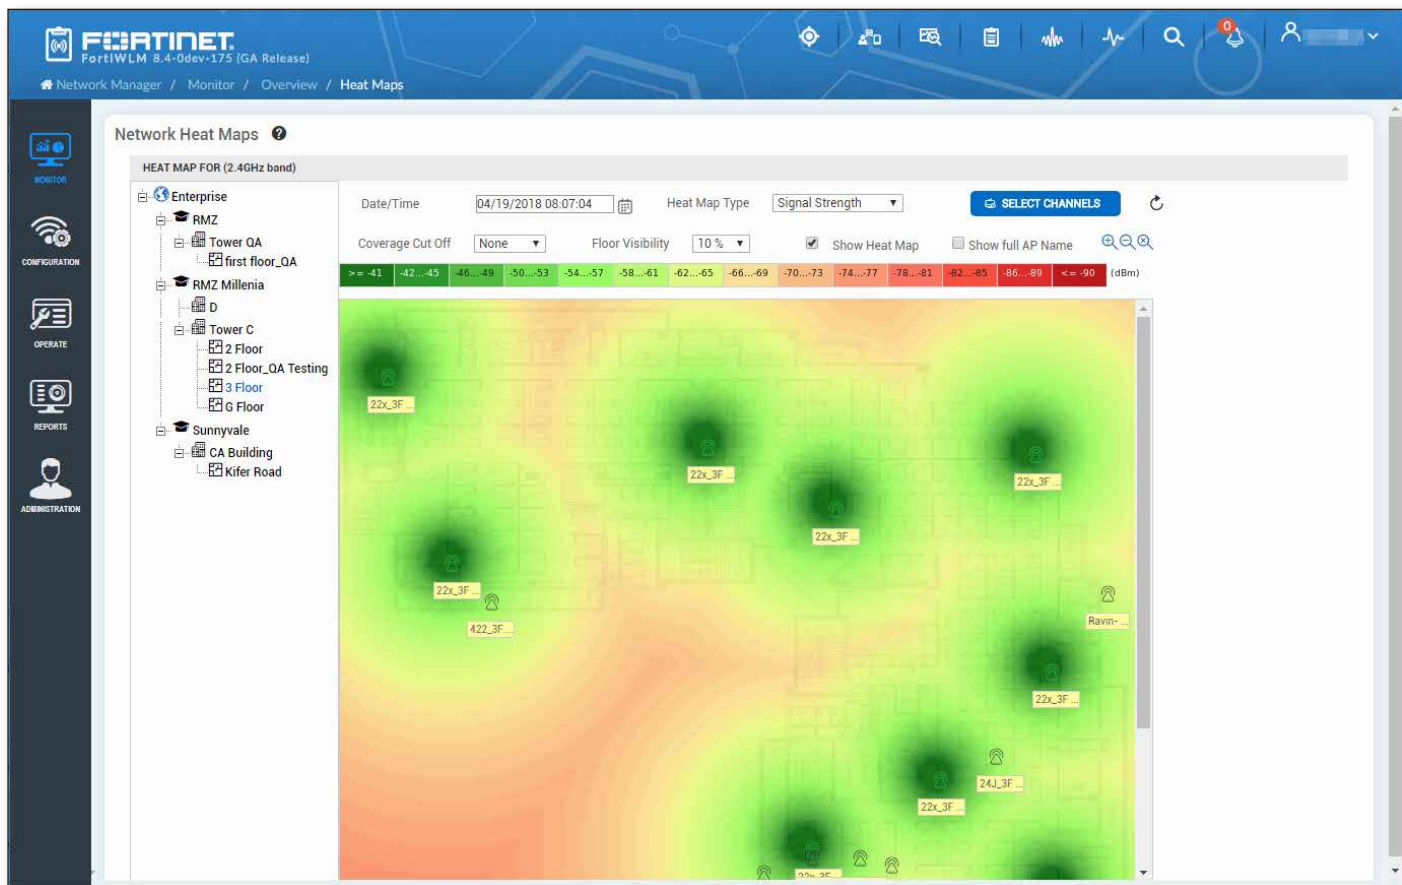 FORTINET
FortiWLM 8.4-0dev-175 (GA Release)
0
Network Manager / Monitor / Overview / Heat Maps
MONITOR
CONFIGURATION
OPERATE
REPORTS
ADMINISTRATION
Network Heat Maps ?
HEAT MAP FOR (2.4GHz band)
Enterprise
RMZ
Tower QA
first floor_QA
RMZ Millenia
D
Tower C
2 Floor
2 Floor_QA Testing
3 Floor
G Floor
Sunnyvale
CA Building
Kifer Road
Date/Time 04/19/2018 08:07:04 Heat Map Type Signal Strength SELECT CHANNELS
Coverage Cut Off None Floor Visibility 10 % Show Heat Map Show full AP Name
>= -41 -42...-45 -46...-49 -50...-53 -54...-57 -58...-61 -62...-65 -66...-69 -70...-73 -74...-77 -78...-81 -82...-85 -86...-89 <= -90 (dBm)
22x_3F ...
22x_3F ...
22x_3F ...
22x_3F ...
22x_3F ...
422_3F ...
Ravin- ...
22x_3F ...
24J_3F ...
22x_3F ...
22x_3F ...